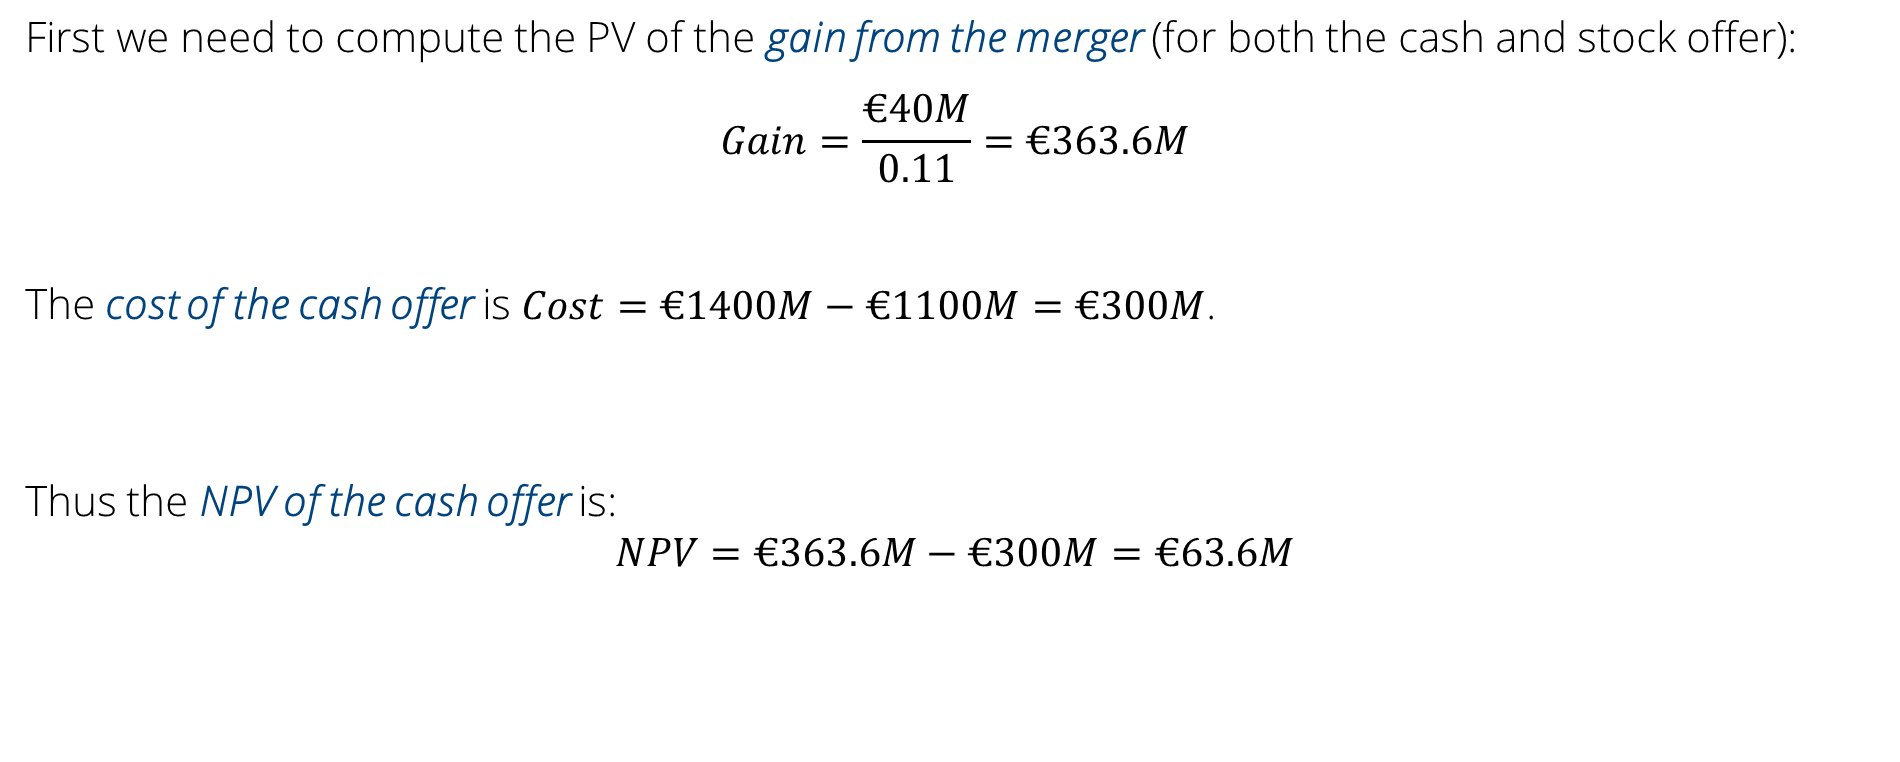 First we need to compute the PV of the gain from the merger (for both the cash and stock offer):
Gain = €40M / 0.11 = €363.6M
The cost of the cash offer is Cost = €1400M − €1100M = €300M.
Thus the NPV of the cash offer is:
NPV = €363.6M − €300M = €63.6M